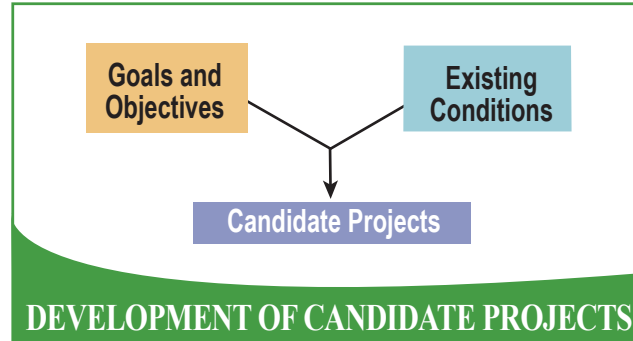 Goals and
Objectives
Existing
Conditions
Candidate Projects
DEVELOPMENT OF CANDIDATE PROJECTS